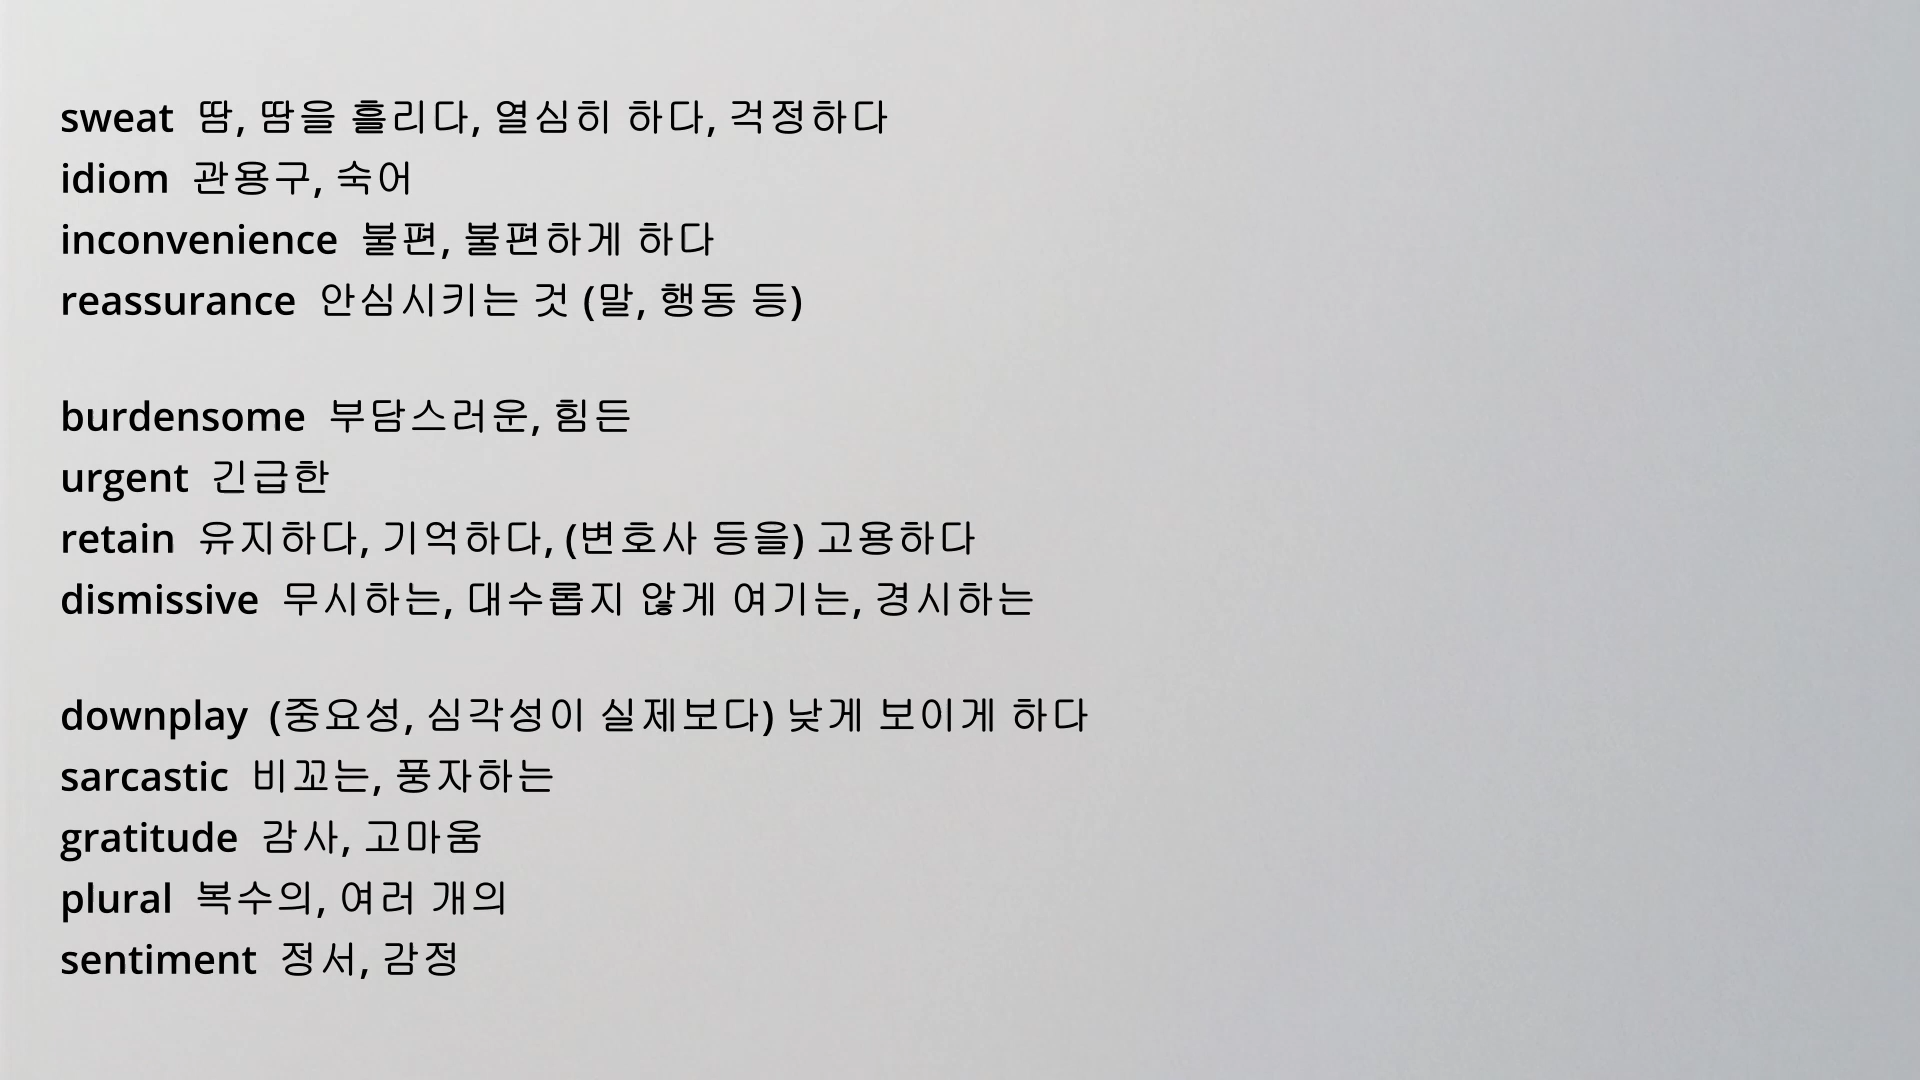 sweat 땀, 땀을 흘리다, 열심히 하다, 걱정하다
idiom 관용구, 숙어
inconvenience 불편, 불편하게 하다
reassurance 안심시키는 것 (말, 행동 등)
burdensome 부담스러운, 힘든
urgent 긴급한
retain 유지하다, 기억하다, (변호사 등을) 고용하다
dismissive 무시하는, 대수롭지 않게 여기는, 경시하는
downplay (중요성, 심각성이 실제보다) 낮게 보이게 하다
sarcastic 비꼬는, 풍자하는
gratitude 감사, 고마움
plural 복수의, 여러 개의
sentiment 정서, 감정